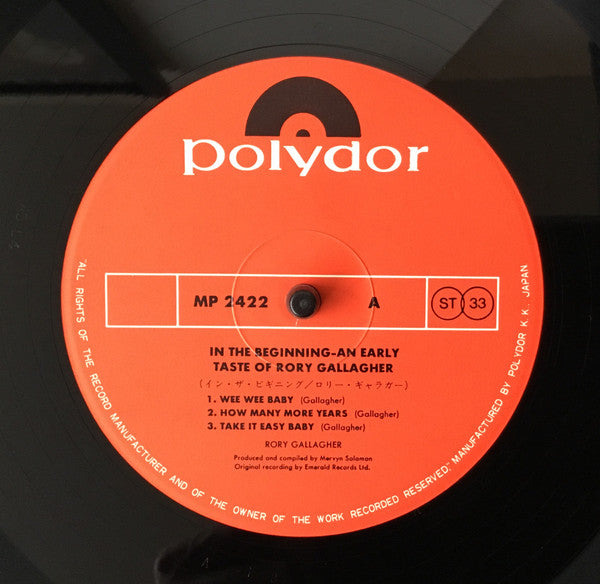 polydor
MP 2422 A ST 33
IN THE BEGINNING-AN EARLY
TASTE OF RORY GALLAGHER
(イン・ザ・ビギニング/ロリー・ギャラガー)
1. WEE WEE BABY (Gallagher)
2. HOW MANY MORE YEARS (Gallagher)
3. TAKE IT EASY BABY (Gallagher)
RORY GALLAGHER
Produced and compiled by Mervyn Solomon
Original recording by Emerald Records Ltd.
ALL RIGHTS OF THE RECORD MANUFACTURER AND OF THE OWNER OF THE WORK RECORDED RESERVED: MANUFACTURED BY POLYDOR K.K. JAPAN